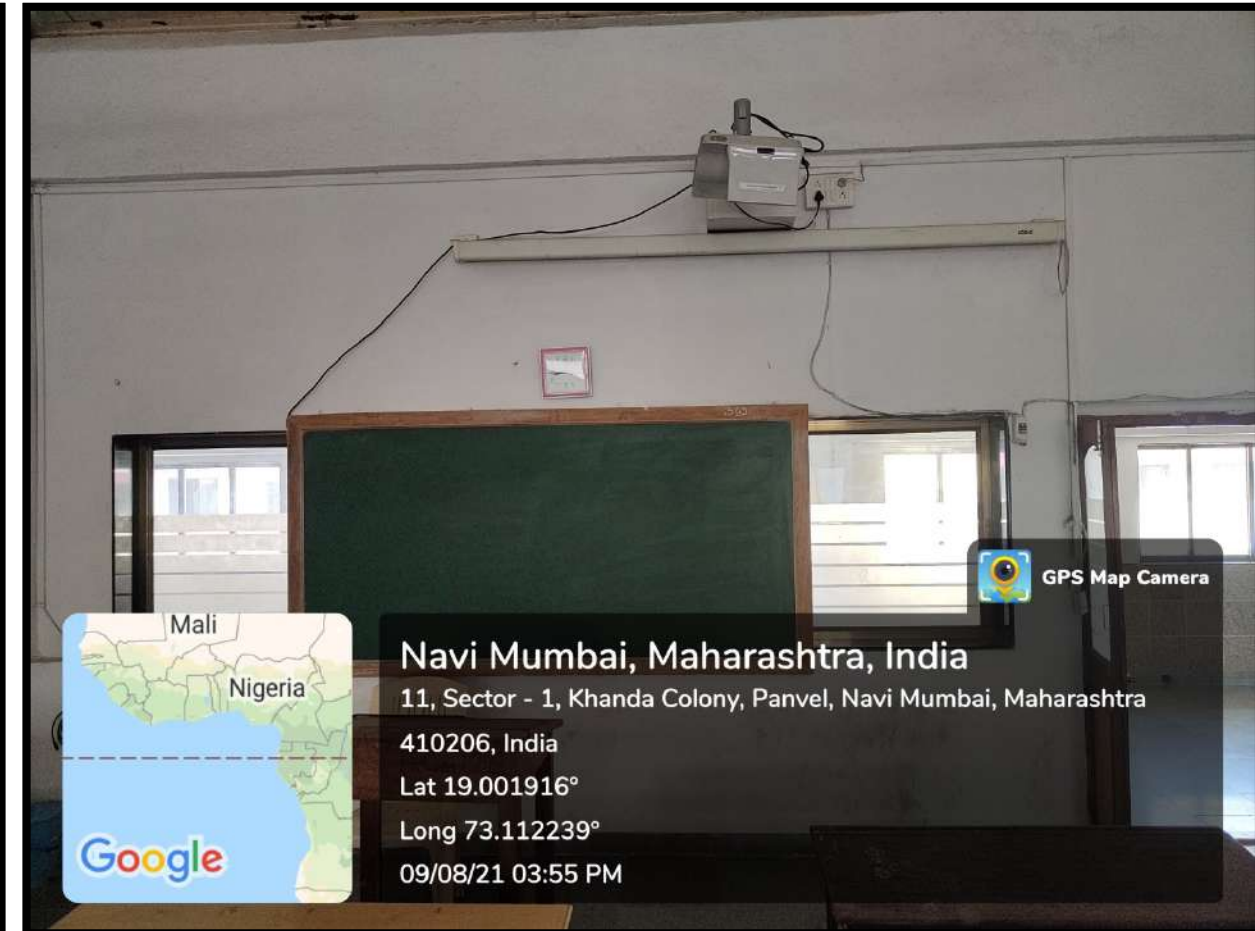 GPS Map Camera
Mali
Nigeria
Google
Navi Mumbai, Maharashtra, India
11, Sector - 1, Khanda Colony, Panvel, Navi Mumbai, Maharashtra
410206, India
Lat 19.001916°
Long 73.112239°
09/08/21 03:55 PM